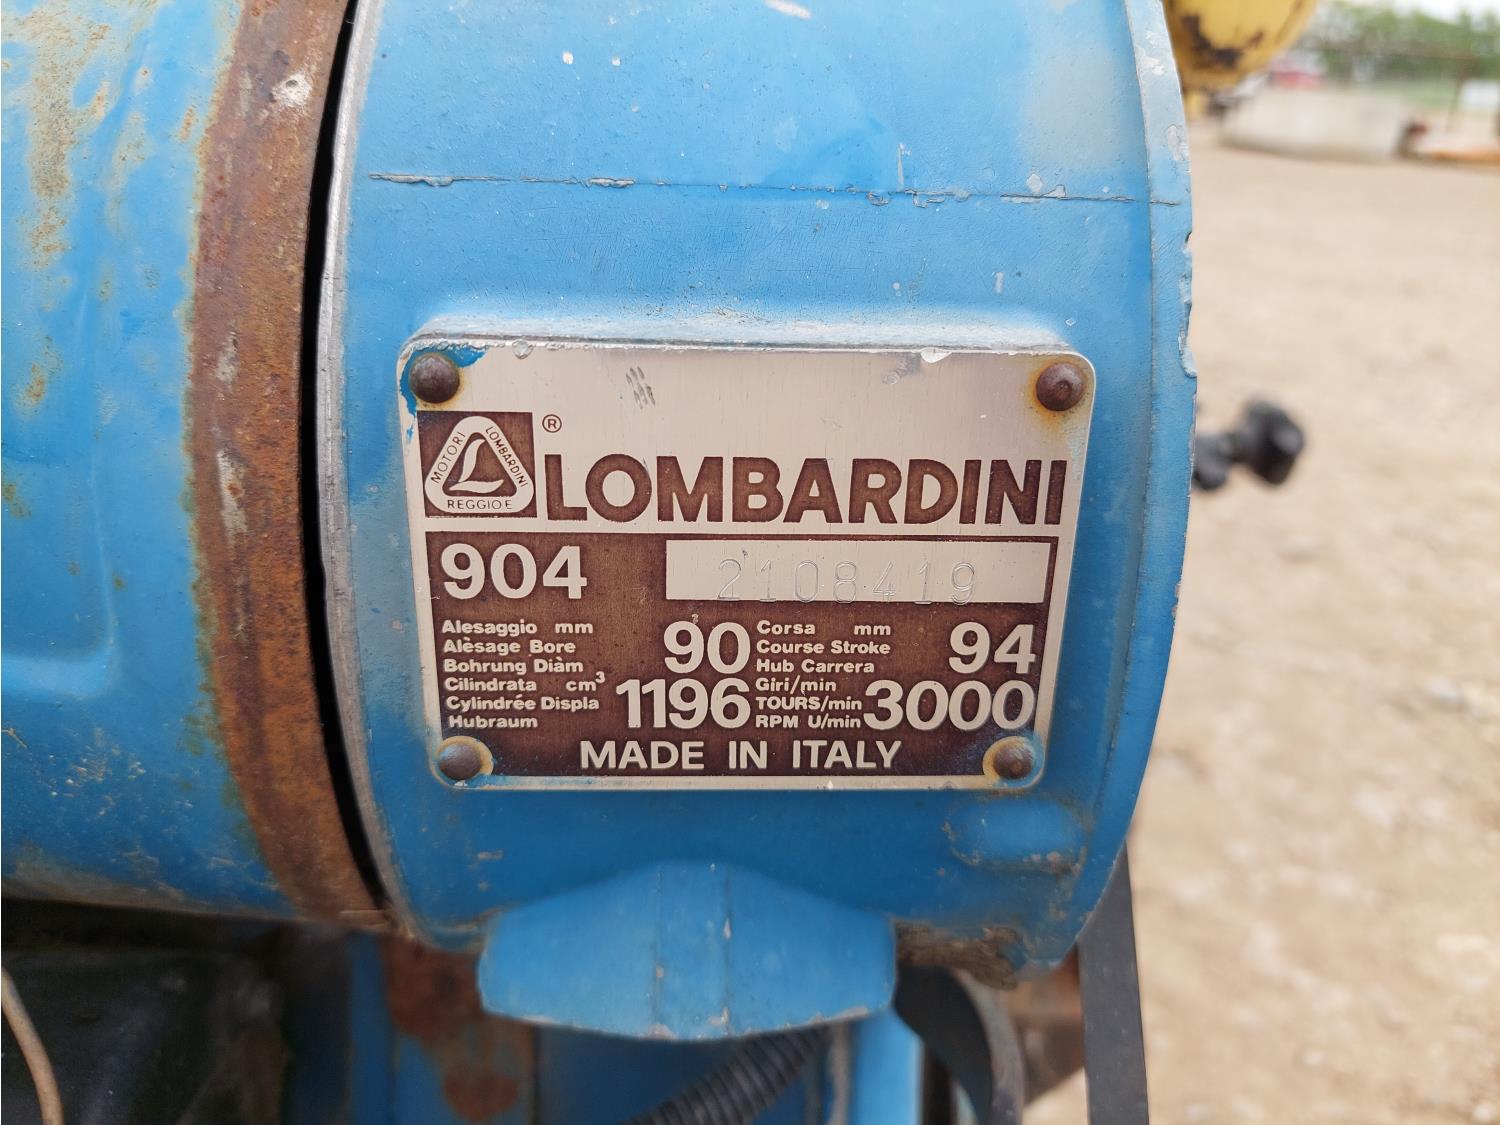 MOTORI LOMBARDINI
REGGIO E
®
LOMBARDINI
904 2108419
Alesaggio mm
Alèsage Bore
Bohrung Diàm
90
Corsa mm
Course Stroke
Hub Carrera
94
Cilindrata cm³
Cylindrée Displa
Hubraum
1196
Giri/min
TOURS/min
RPM U/min
3000
MADE IN ITALY